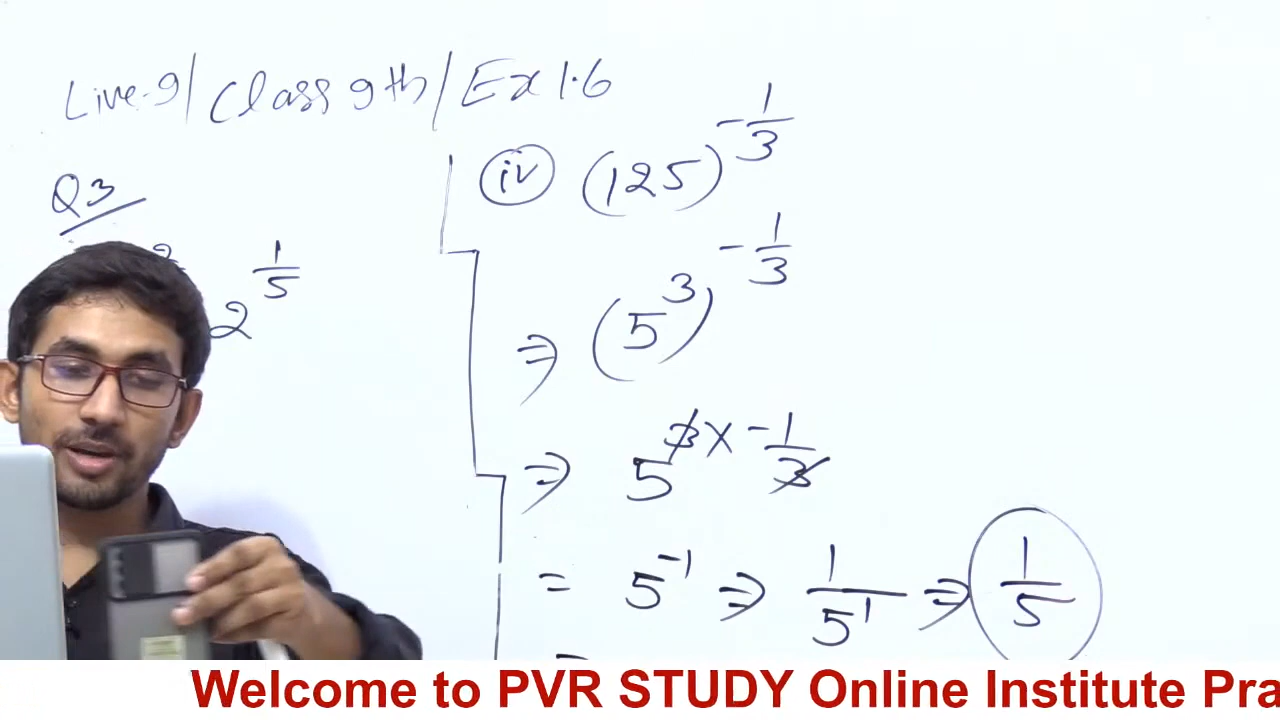 Live-9/Class 9th/Ex 1.6
Q3
2
2^{1/5}
(iv) (125)^{-1/3}
⇒ (5^3)^{-1/3}
⇒ 5^{3 × -1/3}
= 5^{-1} ⇒ 1/5^1 ⇒ 1/5
=
Welcome to PVR STUDY Online Institute Pra